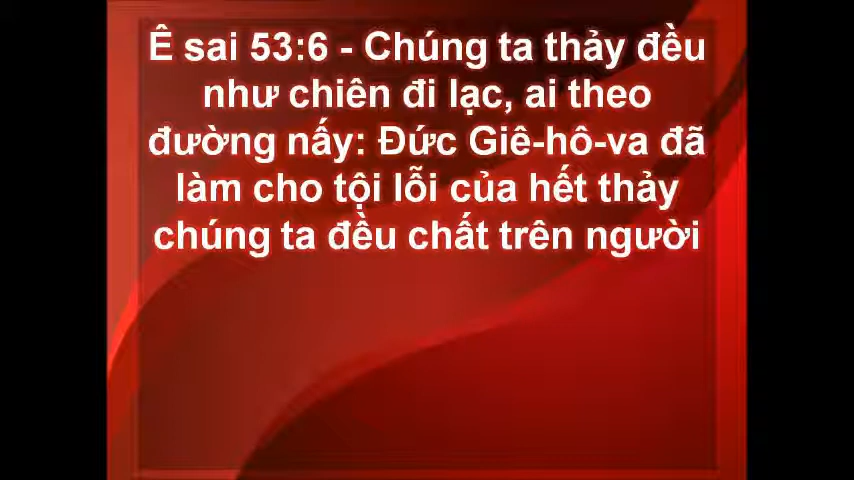 Ê sai 53:6 - Chúng ta thảy đều
như chiên đi lạc, ai theo
đường nấy: Đức Giê-hô-va đã
làm cho tội lỗi của hết thảy
chúng ta đều chất trên người